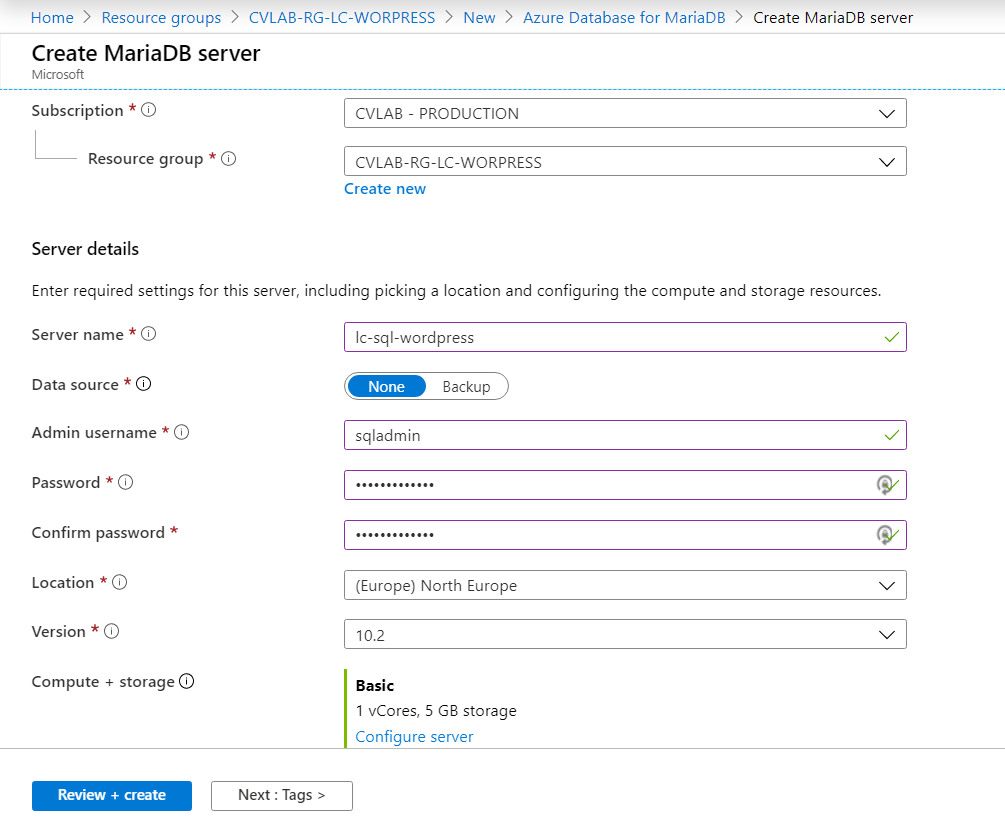 Home > Resource groups > CVLAB-RG-LC-WORPRESS > New > Azure Database for MariaDB > Create MariaDB server
Create MariaDB server
Microsoft
Subscription *
CVLAB - PRODUCTION
Resource group *
CVLAB-RG-LC-WORPRESS
Create new
Server details
Enter required settings for this server, including picking a location and configuring the compute and storage resources.
Server name *
lc-sql-wordpress
Data source *
None Backup
Admin username *
sqladmin
Password *
•••••••••••••
Confirm password *
•••••••••••••
Location *
(Europe) North Europe
Version *
10.2
Compute + storage
Basic
1 vCores, 5 GB storage
Configure server
Review + create
Next : Tags >